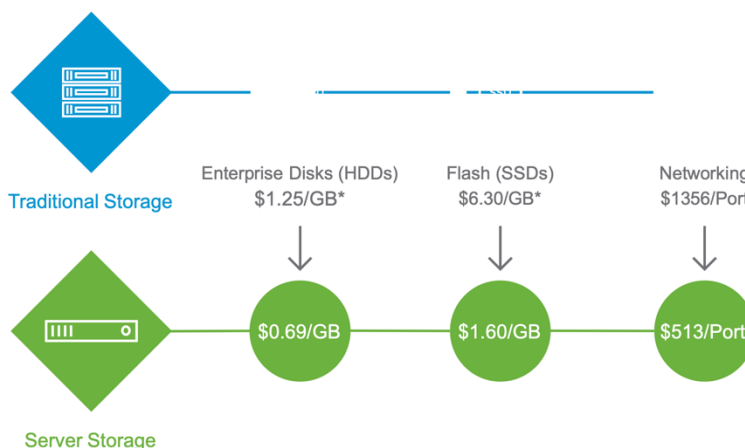 Enterprise Disks (HDDs)
$1.25/GB*
Flash (SSDs)
$6.30/GB*
Networking
$1356/Port
Traditional Storage
$0.69/GB
$1.60/GB
$513/Port
Server Storage